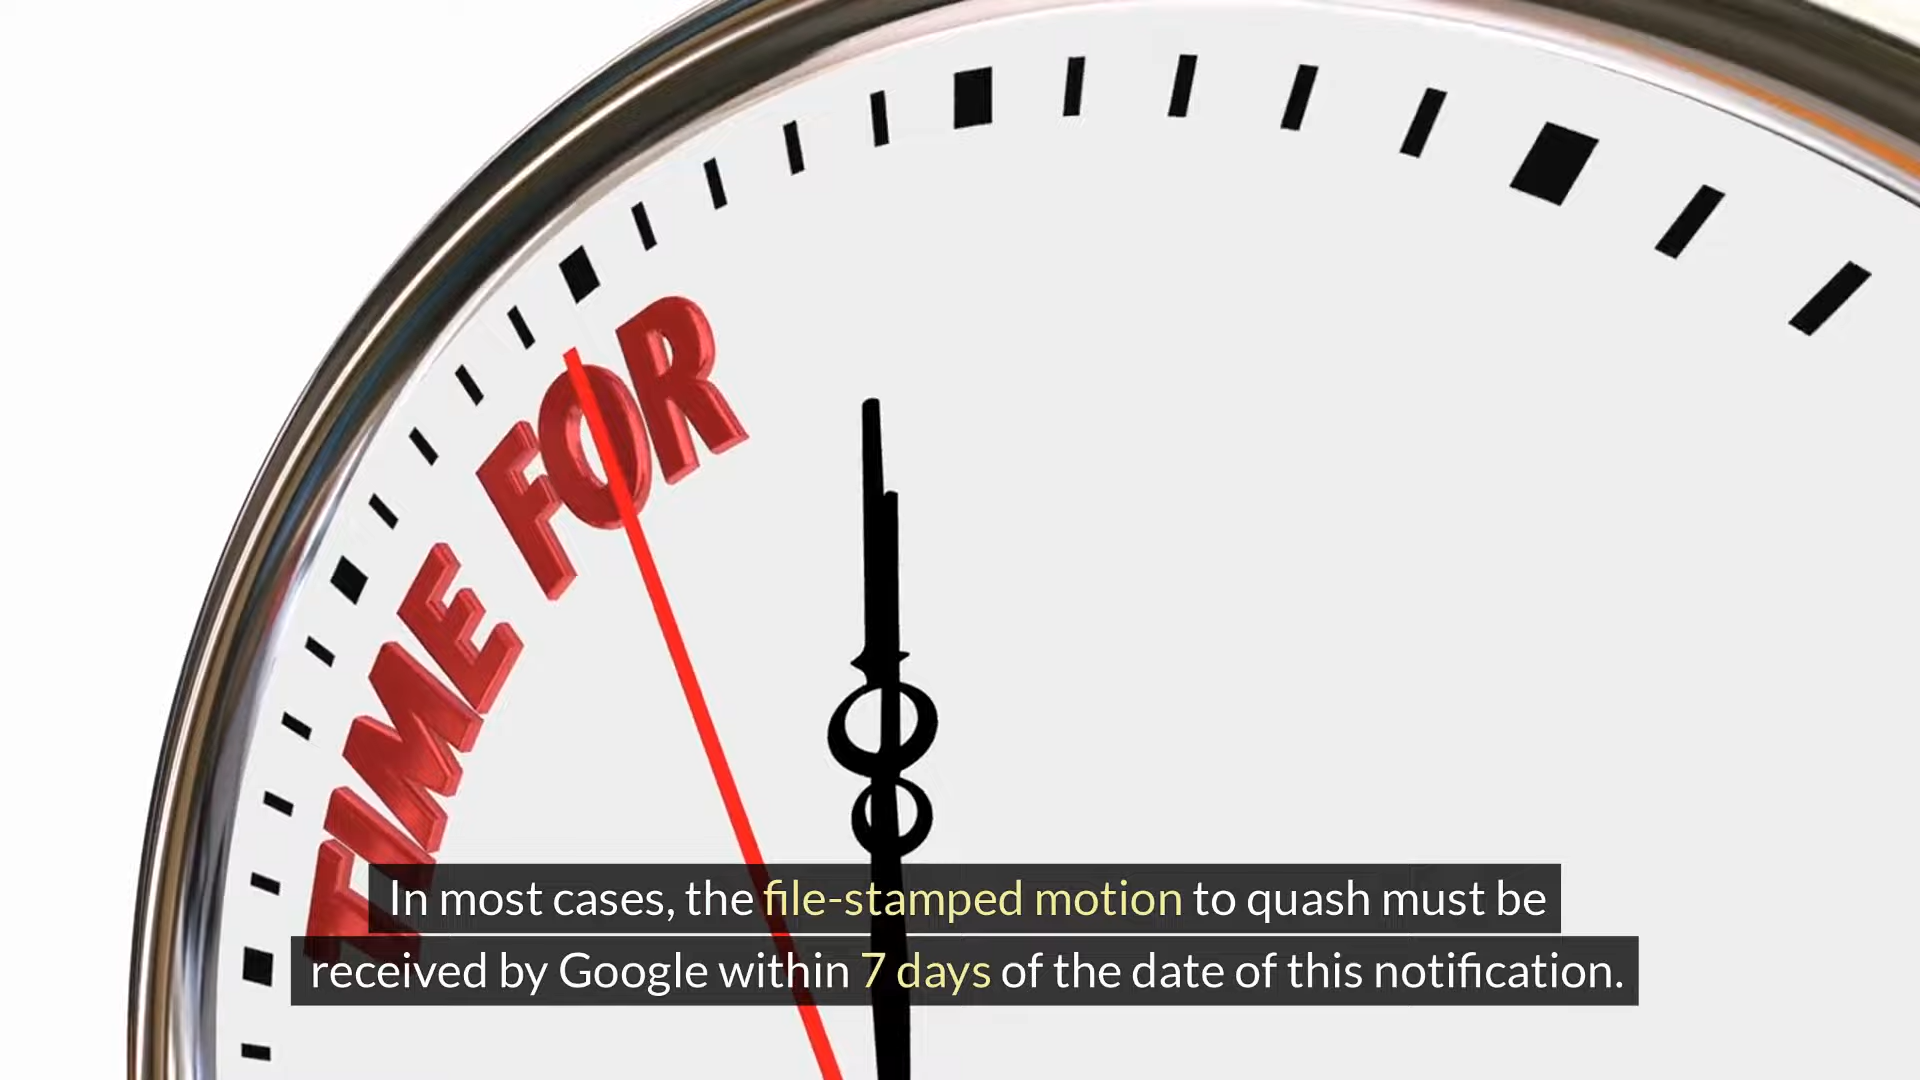 TIME FOR
In most cases, the file-stamped motion to quash must be
received by Google within 7 days of the date of this notification.